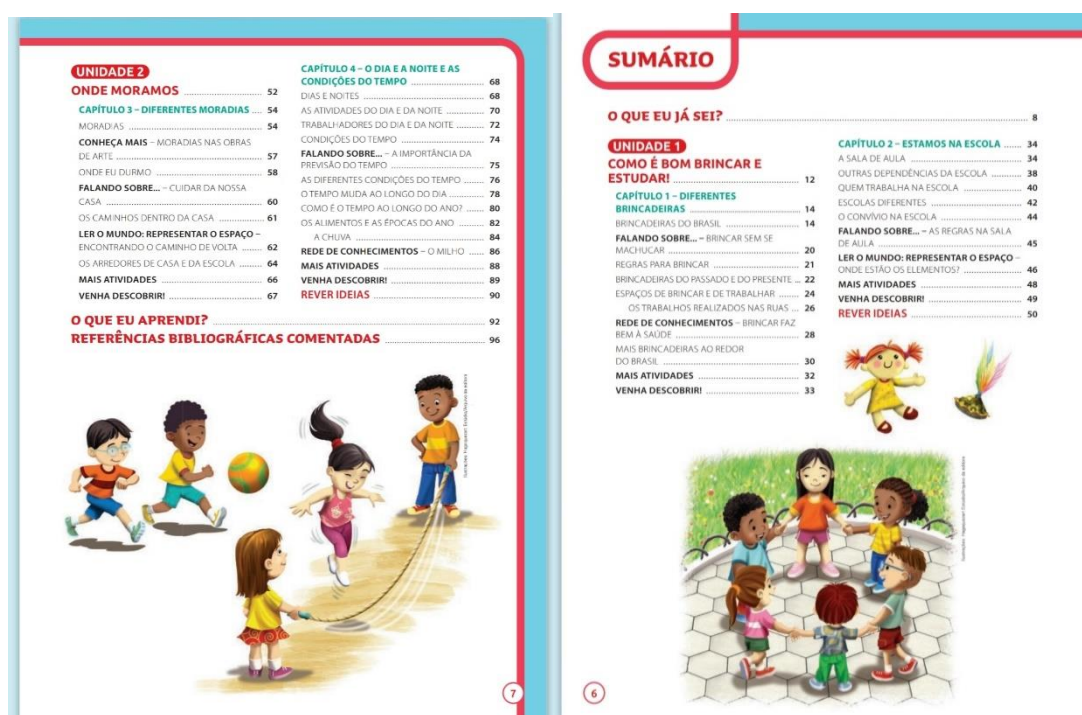 UNIDADE 2
ONDE MORAMOS ........ 52
CAPÍTULO 3 – DIFERENTES MORADIAS .... 54
MORADIAS ........ 54
CONHEÇA MAIS – MORADIAS NAS OBRAS
DE ARTE ........ 57
ONDE EU DURMO ........ 58
FALANDO SOBRE... – CUIDAR DA NOSSA
CASA ........ 60
OS CAMINHOS DENTRO DA CASA ........ 61
LER O MUNDO: REPRESENTAR O ESPAÇO –
ENCONTRANDO O CAMINHO DE VOLTA ........ 62
OS ARREDORES DE CASA E DA ESCOLA ........ 64
MAIS ATIVIDADES ........ 66
VENHA DESCOBRIR! ........ 67
CAPÍTULO 4 – O DIA E A NOITE E AS
CONDIÇÕES DO TEMPO ........ 68
DIAS E NOITES ........ 68
AS ATIVIDADES DO DIA E DA NOITE ........ 70
TRABALHADORES DO DIA E DA NOITE ........ 72
CONDIÇÕES DO TEMPO ........ 74
FALANDO SOBRE... – A IMPORTÂNCIA DA
PREVISÃO DO TEMPO ........ 75
AS DIFERENTES CONDIÇÕES DO TEMPO ........ 76
O TEMPO MUDA AO LONGO DO DIA ........ 78
COMO É O TEMPO AO LONGO DO ANO? ........ 80
OS ALIMENTOS E AS ÉPOCAS DO ANO ........ 82
A CHUVA ........ 84
REDE DE CONHECIMENTOS – O MILHO ...... 86
MAIS ATIVIDADES ........ 88
VENHA DESCOBRIR! ........ 89
REVER IDEIAS ........ 90
O QUE EU APRENDI? ........ 92
REFERÊNCIAS BIBLIOGRÁFICAS COMENTADAS ........ 96
7
SUMÁRIO
O QUE EU JÁ SEI? ........ 8
UNIDADE 1
COMO É BOM BRINCAR E
ESTUDAR! ........ 12
CAPÍTULO 1 – DIFERENTES
BRINCADEIRAS ........ 14
BRINCADEIRAS DO BRASIL ........ 14
FALANDO SOBRE... – BRINCAR SEM SE
MACHUCAR ........ 20
REGRAS PARA BRINCAR ........ 21
BRINCADEIRAS DO PASSADO E DO PRESENTE ... 22
ESPAÇOS DE BRINCAR E DE TRABALHAR ........ 24
OS TRABALHOS REALIZADOS NAS RUAS ... 26
REDE DE CONHECIMENTOS – BRINCAR FAZ
BEM À SAÚDE ........ 28
MAIS BRINCADEIRAS AO REDOR
DO BRASIL ........ 30
MAIS ATIVIDADES ........ 32
VENHA DESCOBRIR! ........ 33
CAPÍTULO 2 – ESTAMOS NA ESCOLA ...... 34
A SALA DE AULA ........ 34
OUTRAS DEPENDÊNCIAS DA ESCOLA ........ 38
QUEM TRABALHA NA ESCOLA ........ 40
ESCOLAS DIFERENTES ........ 42
O CONVÍVIO NA ESCOLA ........ 44
FALANDO SOBRE... – AS REGRAS NA SALA
DE AULA ........ 45
LER O MUNDO: REPRESENTAR O ESPAÇO –
ONDE ESTÃO OS ELEMENTOS? ........ 46
MAIS ATIVIDADES ........ 48
VENHA DESCOBRIR! ........ 49
REVER IDEIAS ........ 50
6